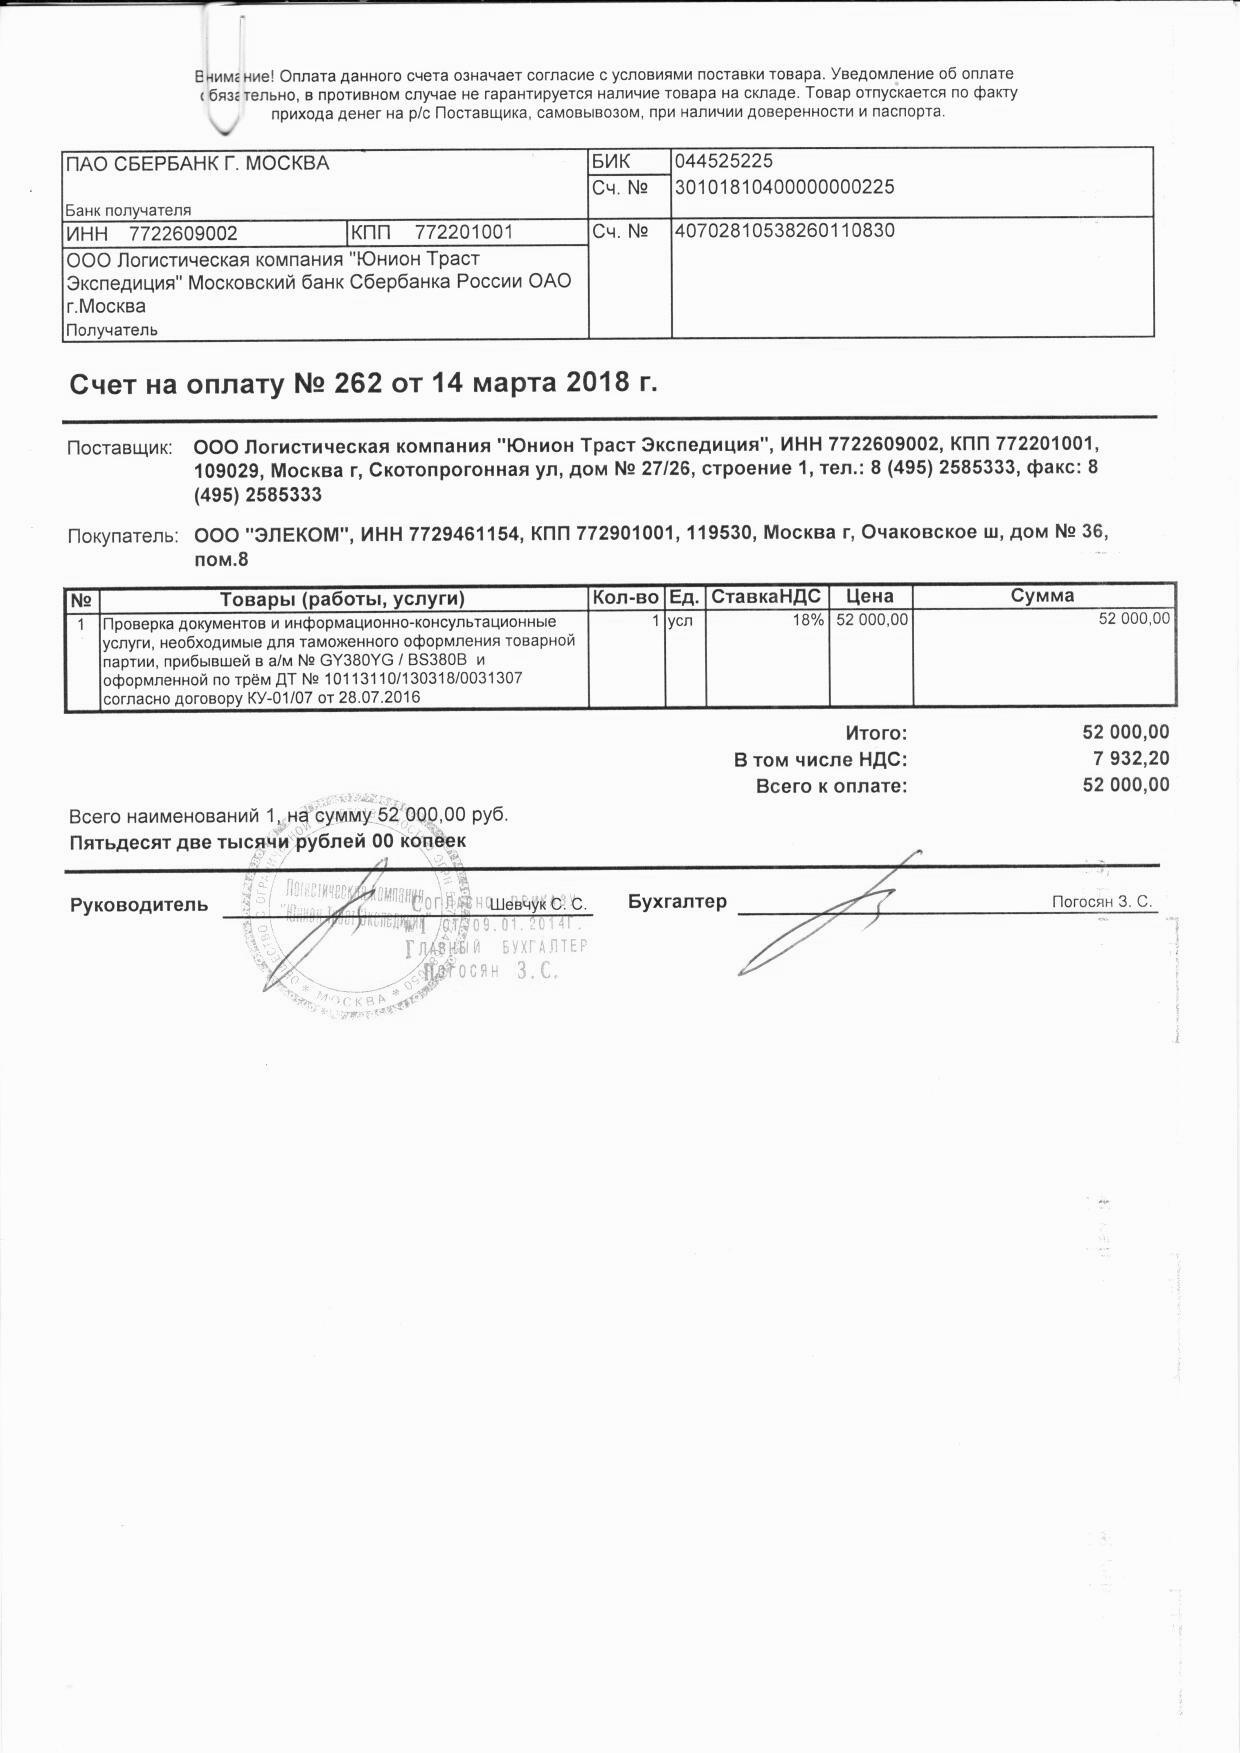 Внимание! Оплата данного счета означает согласие с условиями поставки товара. Уведомление об оплате
обязательно, в противном случае не гарантируется наличие товара на складе. Товар отпускается по факту
прихода денег на р/с Поставщика, самовывозом, при наличии доверенности и паспорта.
ПАО СБЕРБАНК Г. МОСКВА БИК 044525225
Сч. № 30101810400000000225
Банк получателя
ИНН 7722609002 КПП 772201001 Сч. № 40702810538260110830
ООО Логистическая компания "Юнион Траст
Экспедиция" Московский банк Сбербанка России ОАО
г.Москва
Получатель
Счет на оплату № 262 от 14 марта 2018 г.
Поставщик: ООО Логистическая компания "Юнион Траст Экспедиция", ИНН 7722609002, КПП 772201001,
109029, Москва г, Скотопрогонная ул, дом № 27/26, строение 1, тел.: 8 (495) 2585333, факс: 8
(495) 2585333
Покупатель: ООО "ЭЛЕКОМ", ИНН 7729461154, КПП 772901001, 119530, Москва г, Очаковское ш, дом № 36,
пом.8
№ Товары (работы, услуги) Кол-во Ед. СтавкаНДС Цена Сумма
1 Проверка документов и информационно-консультационные 1 усл 18% 52 000,00 52 000,00
услуги, необходимые для таможенного оформления товарной
партии, прибывшей в а/м № GY380YG / BS380B и
оформленной по трём ДТ № 10113110/130318/0031307
согласно договору КУ-01/07 от 28.07.2016
Итого: 52 000,00
В том числе НДС: 7 932,20
Всего к оплате: 52 000,00
Всего наименований 1, на сумму 52 000,00 руб.
Пятьдесят две тысячи рублей 00 копеек
Руководитель Шевчук С. С. Бухгалтер Погосян З. С.
Логистическая компания
"Юнион Траст Экспедиция"
МОСКВА
Согласно приказу
№1 от 09.01.2014г.
Главный бухгалтер
Погосян З.С.